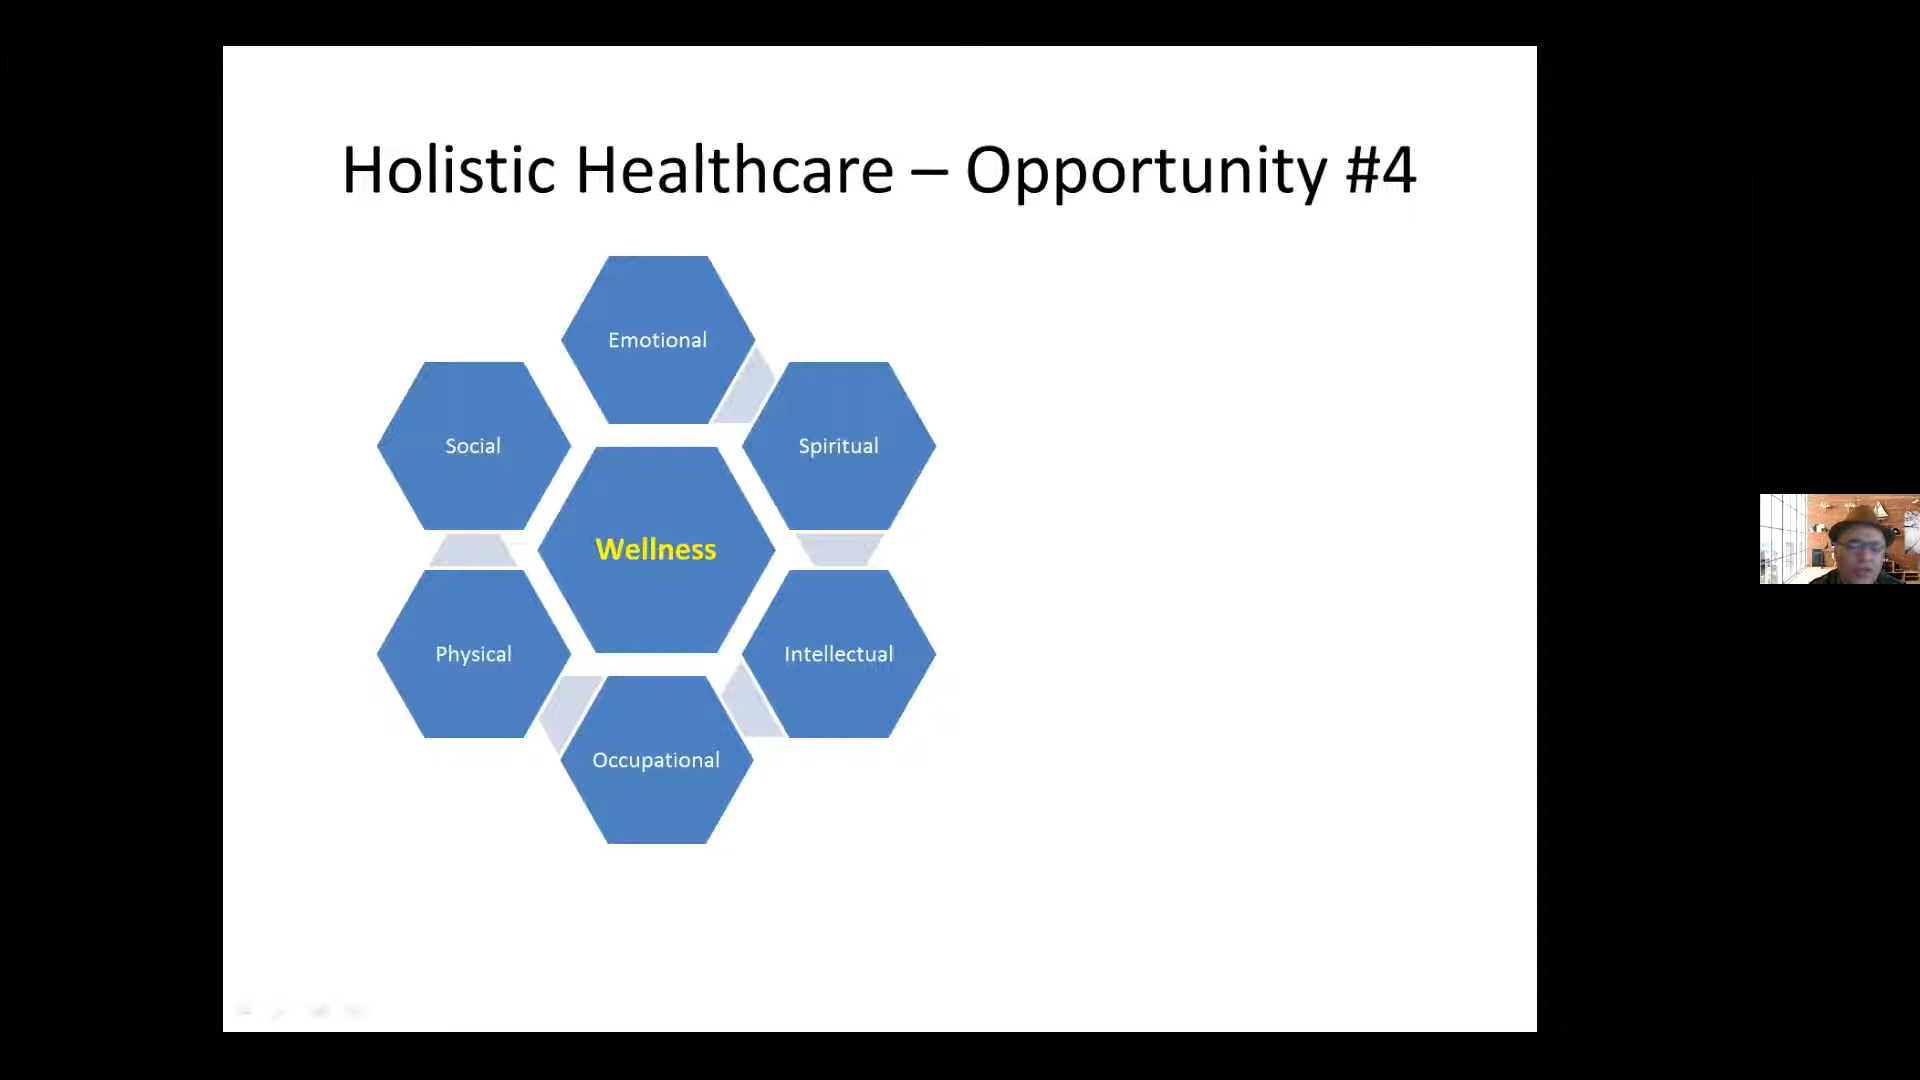 Holistic Healthcare – Opportunity #4
Emotional
Social
Spiritual
Wellness
Physical
Intellectual
Occupational